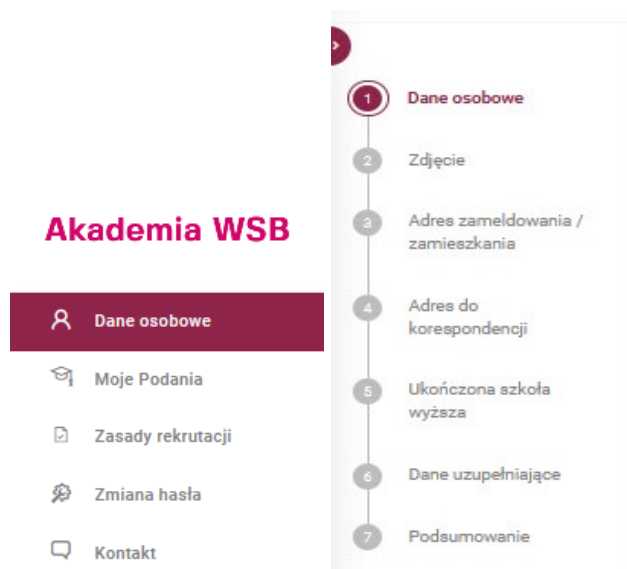 Akademia WSB
Dane osobowe
Moje Podania
Zasady rekrutacji
Zmiana hasła
Kontakt
1 Dane osobowe
2 Zdjęcie
3 Adres zameldowania /
zamieszkania
4 Adres do
korespondencji
5 Ukończona szkoła
wyższa
6 Dane uzupełniające
7 Podsumowanie